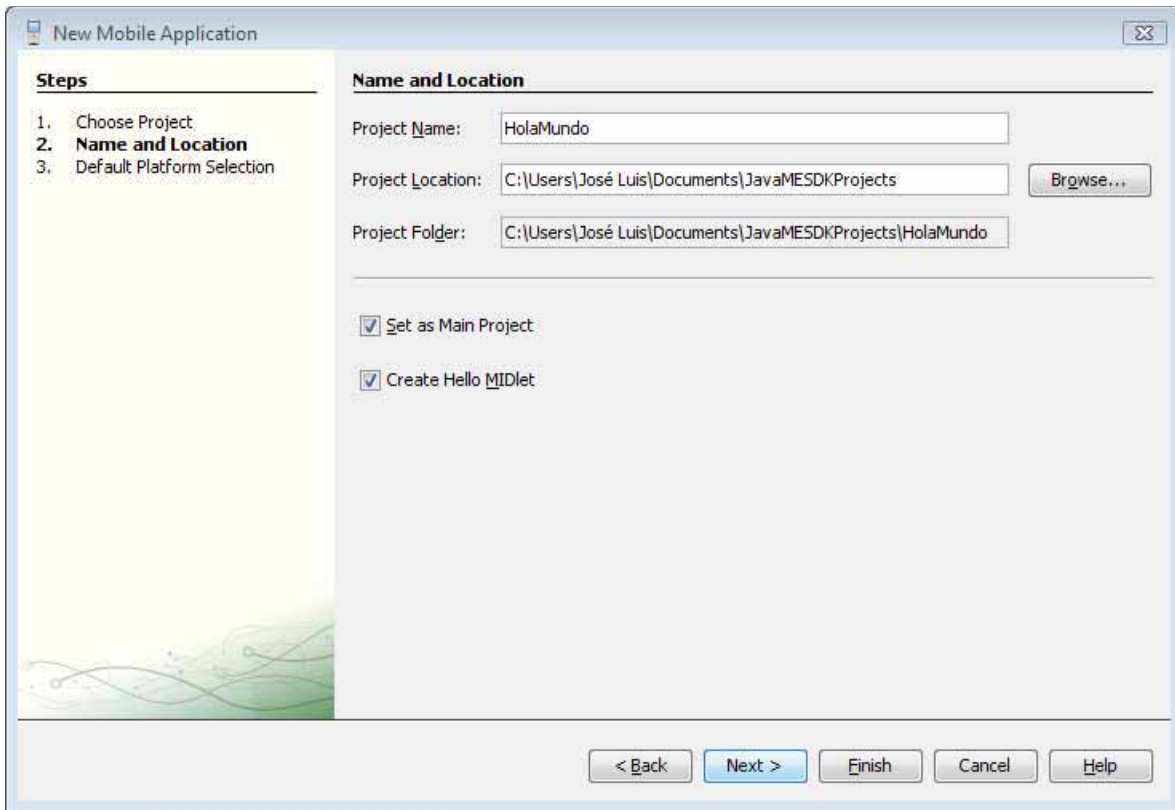 New Mobile Application
Steps
1. Choose Project
2. Name and Location
3. Default Platform Selection
Name and Location
Project Name: HolaMundo
Project Location: C:\Users\José Luis\Documents\JavaMESDKProjects Browse...
Project Folder: C:\Users\José Luis\Documents\JavaMESDKProjects\HolaMundo
Set as Main Project
Create Hello MIDlet
< Back Next > Finish Cancel Help